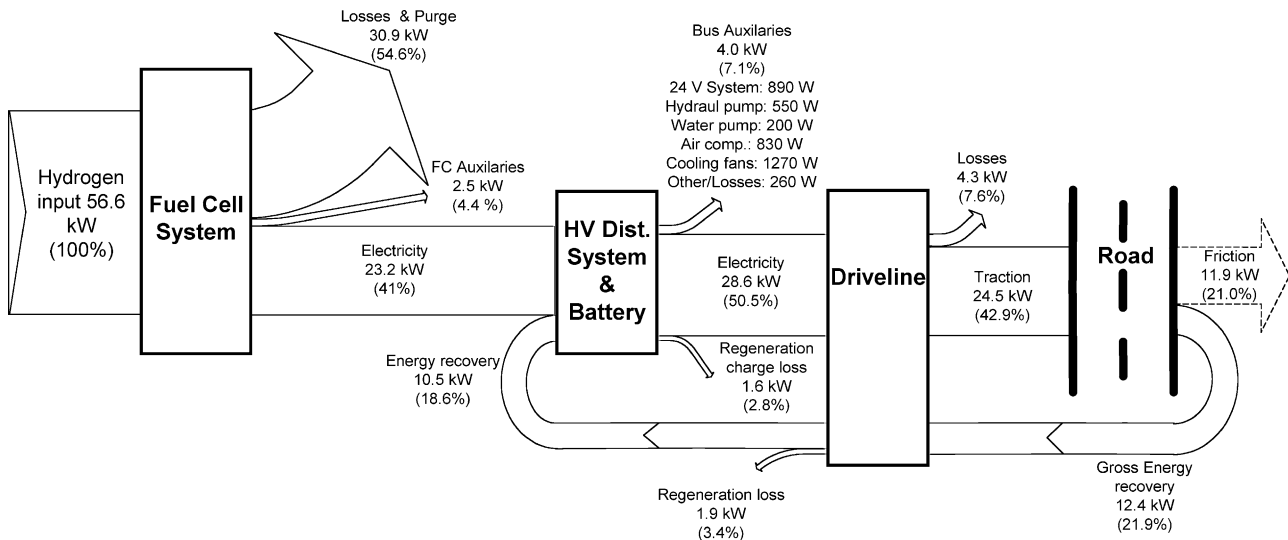 Losses & Purge
30.9 kW
(54.6%)
Bus Auxilaries
4.0 kW
(7.1%)
24 V System: 890 W
Hydraul pump: 550 W
Water pump: 200 W
Air comp.: 830 W
Cooling fans: 1270 W
Other/Losses: 260 W
Hydrogen
input 56.6
kW
(100%)
Fuel Cell
System
FC Auxilaries
2.5 kW
(4.4 %)
Electricity
23.2 kW
(41%)
HV Dist.
System
&
Battery
Electricity
28.6 kW
(50.5%)
Driveline
Losses
4.3 kW
(7.6%)
Traction
24.5 kW
(42.9%)
Road
Friction
11.9 kW
(21.0%)
Energy recovery
10.5 kW
(18.6%)
Regeneration
charge loss
1.6 kW
(2.8%)
Regeneration loss
1.9 kW
(3.4%)
Gross Energy
recovery
12.4 kW
(21.9%)